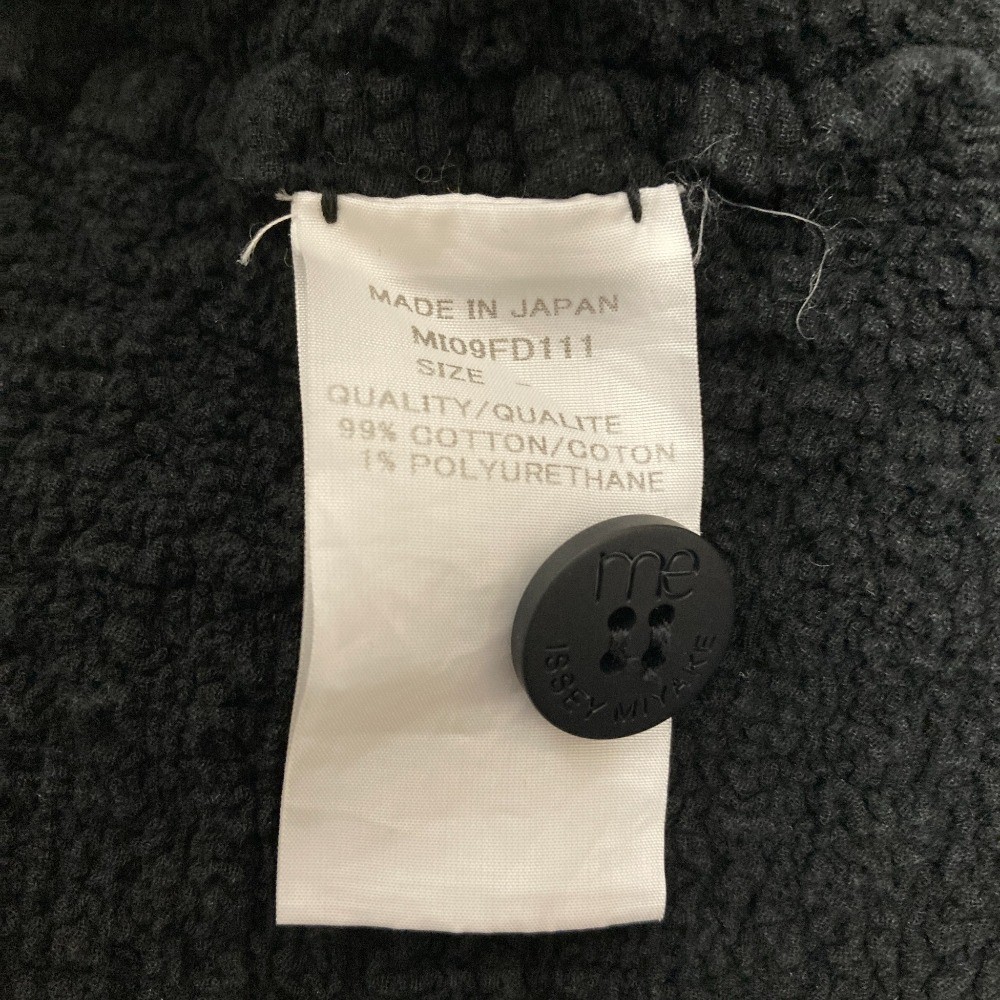 MADE IN JAPAN
MI09FD111
SIZE –
QUALITY/QUALITE
99% COTTON/COTON
1% POLYURETHANE
me
ISSEY MIYAKE